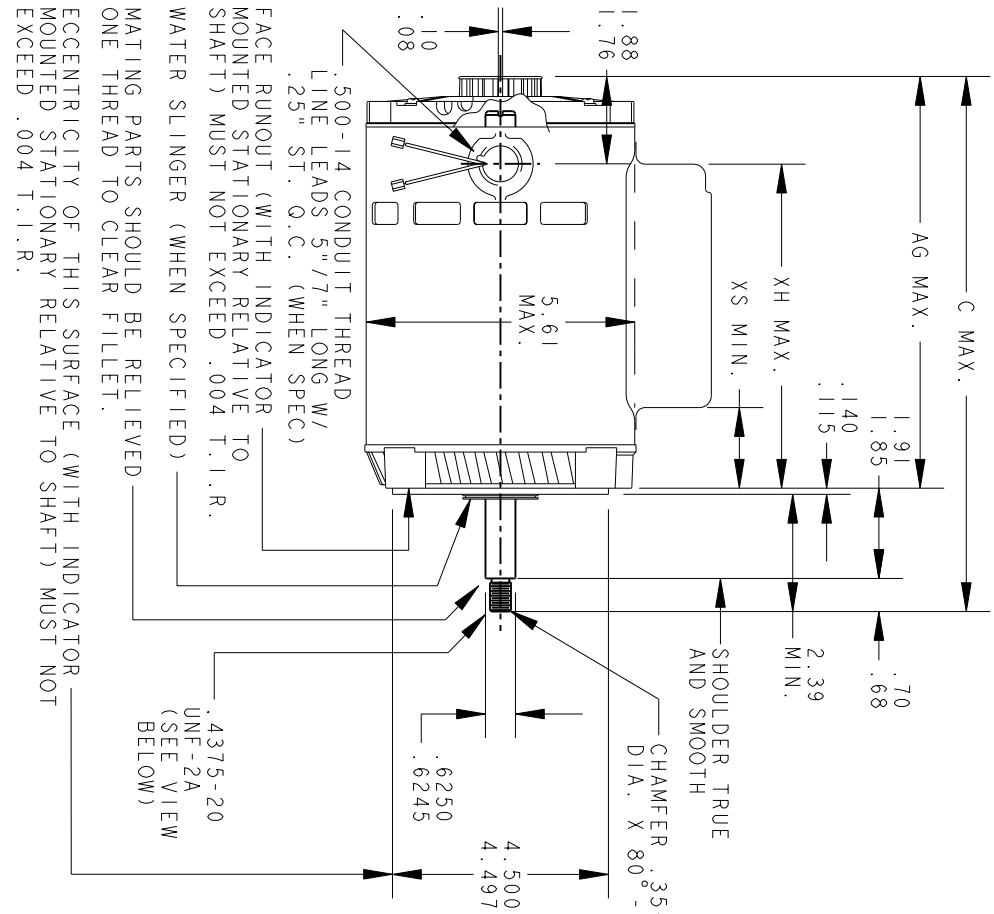 C MAX.
AG MAX.
XH MAX.
XS MIN.
1.88
1.76
.10
.08
1.91
1.85
.140
.115
.70
.68
2.39
MIN.
5.61
MAX.
SHOULDER TRUE
AND SMOOTH
CHAMFER .35
DIA. X 80°-
4.500
4.497
.6250
.6245
.4375-20
UNF-2A
(SEE VIEW
BELOW)
.500-14 CONDUIT THREAD
LINE LEADS 5"/7" LONG W/
.25" ST. Q.C. (WHEN SPEC)
FACE RUNOUT (WITH INDICATOR
MOUNTED STATIONARY RELATIVE TO
SHAFT) MUST NOT EXCEED .004 T.I.R.
WATER SLINGER (WHEN SPECIFIED)
MATING PARTS SHOULD BE RELIEVED
ONE THREAD TO CLEAR FILLET.
ECCENTRICITY OF THIS SURFACE (WITH INDICATOR
MOUNTED STATIONARY RELATIVE TO SHAFT) MUST NOT
EXCEED .004 T.I.R.